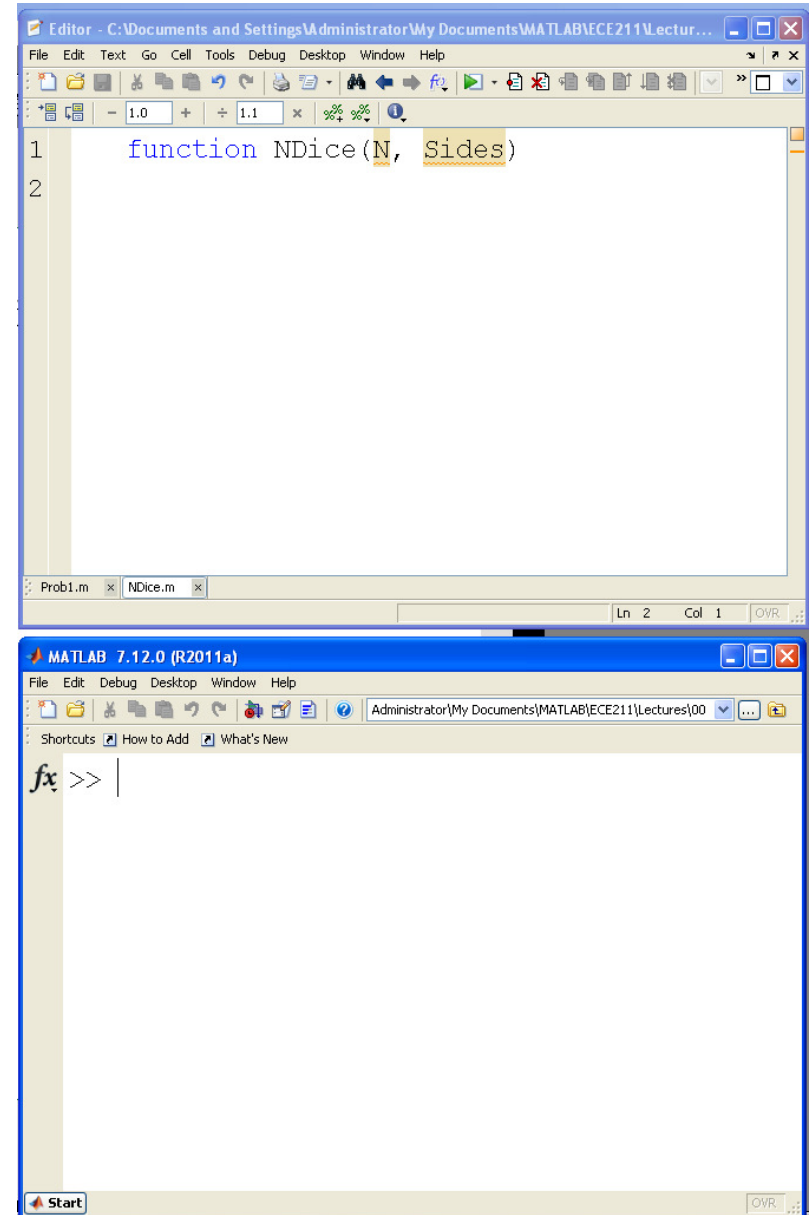 Editor - C:\Documents and Settings\Administrator\My Documents\MATLAB\ECE211\Lectur...
File Edit Text Go Cell Tools Debug Desktop Window Help
- 1.0 + ÷ 1.1 ×
1 function NDice(N, Sides)
2
Prob1.m × NDice.m ×
Ln 2 Col 1 OVR
MATLAB 7.12.0 (R2011a)
File Edit Debug Desktop Window Help
Administrator\My Documents\MATLAB\ECE211\Lectures\00 ...
Shortcuts How to Add What's New
fx >>
Start OVR